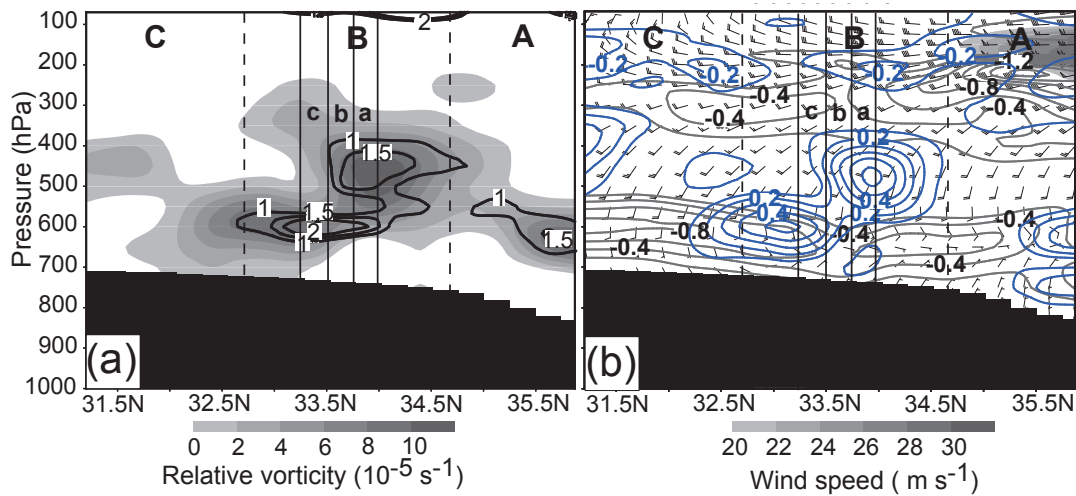 C B A
2
c b a
1
1.5
1 1.5
2
1
1
1.5
100
200
300
400
500
600
700
800
900
1000
Pressure (hPa)
(a)
31.5N 32.5N 33.5N 34.5N 35.5N
0 2 4 6 8 10
Relative vorticity (10-5 s-1)
C B A
-0.2 -0.2 -0.2 -0.2 -1.2
-0.4 -0.4 -0.8 -0.4
c b a
0.2
0.2 0.4
0.4 0.2
-0.4 -0.8 -0.4 -0.4 -0.4
(b)
31.5N 32.5N 33.5N 34.5N 35.5N
20 22 24 26 28 30
Wind speed ( m s-1)